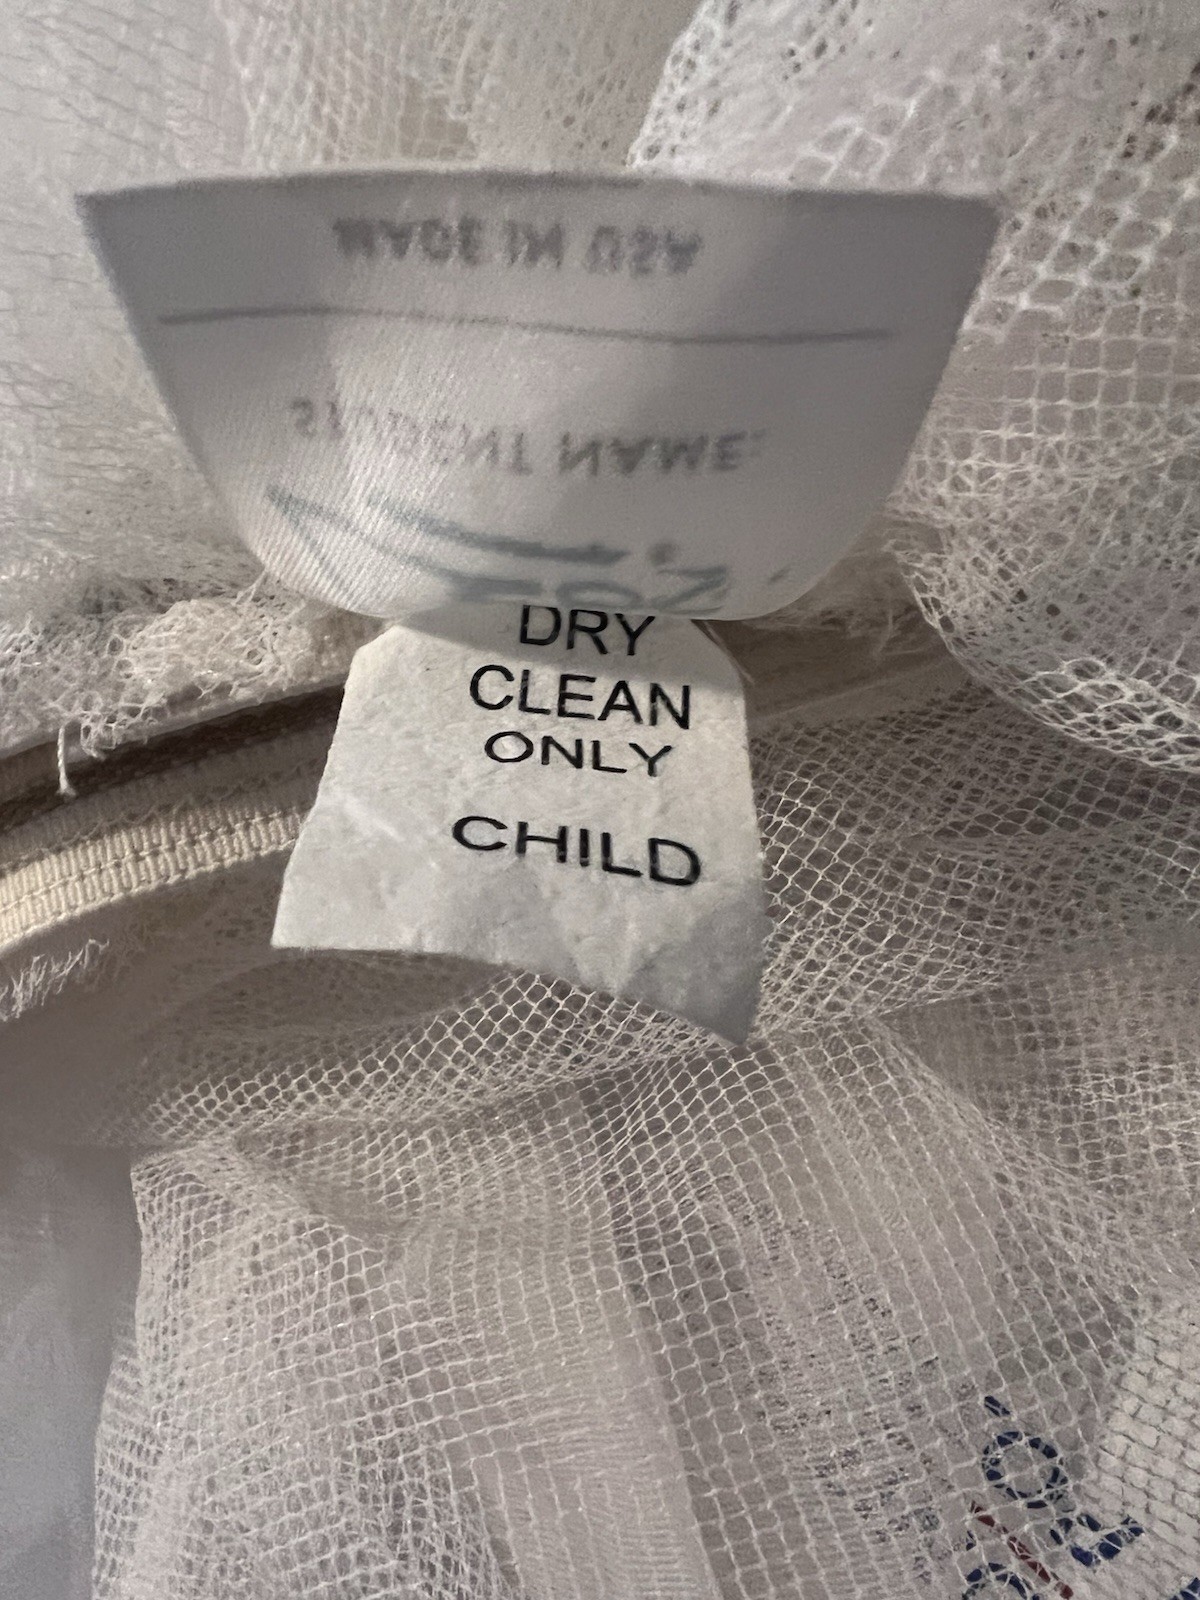 MADE IN USA
STUDENT NAME:
DRY
CLEAN
ONLY
CHILD